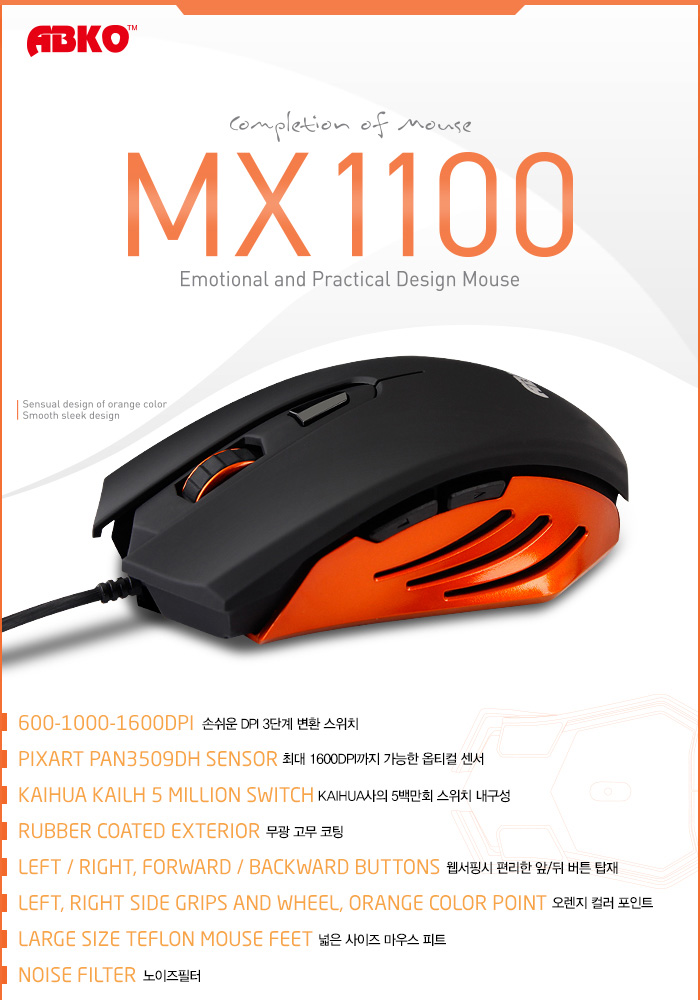 ABKO™
Completion of Mouse
MX1100
Emotional and Practical Design Mouse
Sensual design of orange color
Smooth sleek design
600-1000-1600DPI 손쉬운 DPI 3단계 변환 스위치
PIXART PAN3509DH SENSOR 최대 1600DPI까지 가능한 옵티컬 센서
KAIHUA KAILH 5 MILLION SWITCH KAIHUA사의 5백만회 스위치 내구성
RUBBER COATED EXTERIOR 무광 고무 코팅
LEFT / RIGHT, FORWARD / BACKWARD BUTTONS 웹서핑시 편리한 앞/뒤 버튼 탑재
LEFT, RIGHT SIDE GRIPS AND WHEEL, ORANGE COLOR POINT 오렌지 컬러 포인트
LARGE SIZE TEFLON MOUSE FEET 넓은 사이즈 마우스 피트
NOISE FILTER 노이즈필터